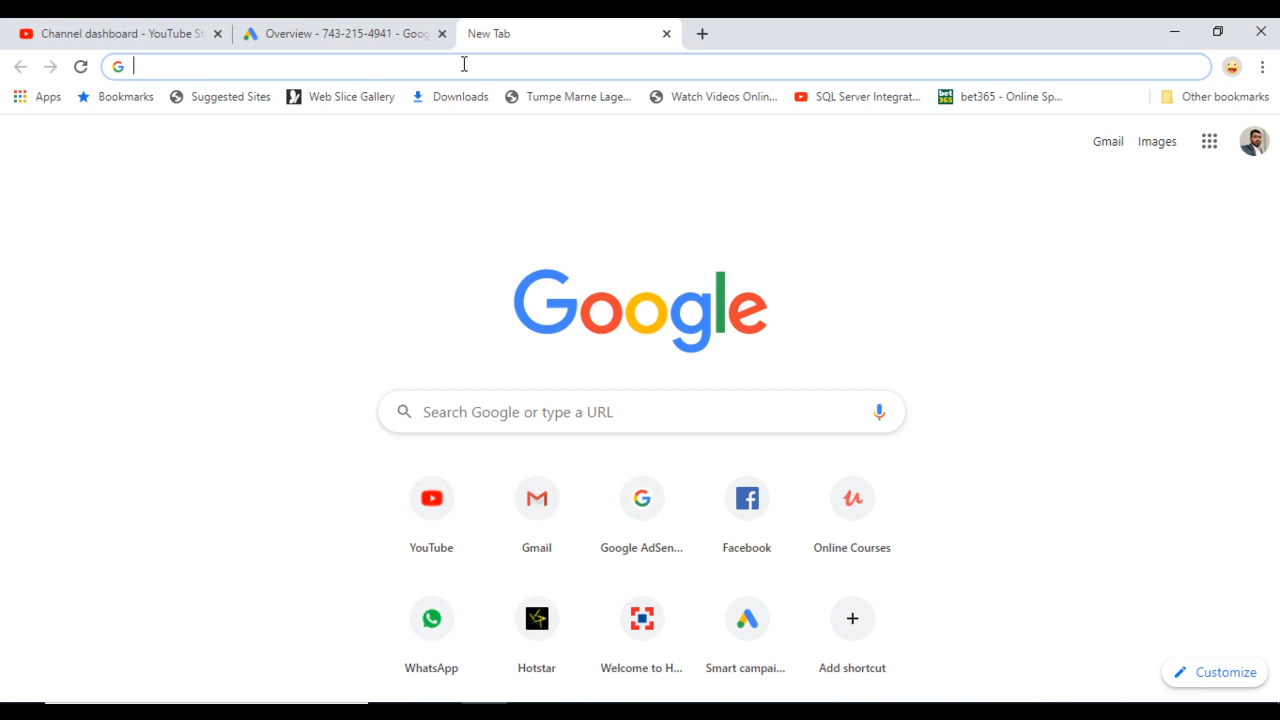 Channel dashboard - YouTube St
Overview - 743-215-4941 - Goog
New Tab
Apps
Bookmarks
Suggested Sites
Web Slice Gallery
Downloads
Tumpe Marne Lage...
Watch Videos Onlin...
SQL Server Integrat...
bet365
bet365 - Online Sp...
Other bookmarks
Gmail
Images
Google
Search Google or type a URL
YouTube
Gmail
Google AdSen...
Facebook
Online Courses
WhatsApp
Hotstar
Welcome to H...
Smart campai...
Add shortcut
Customize